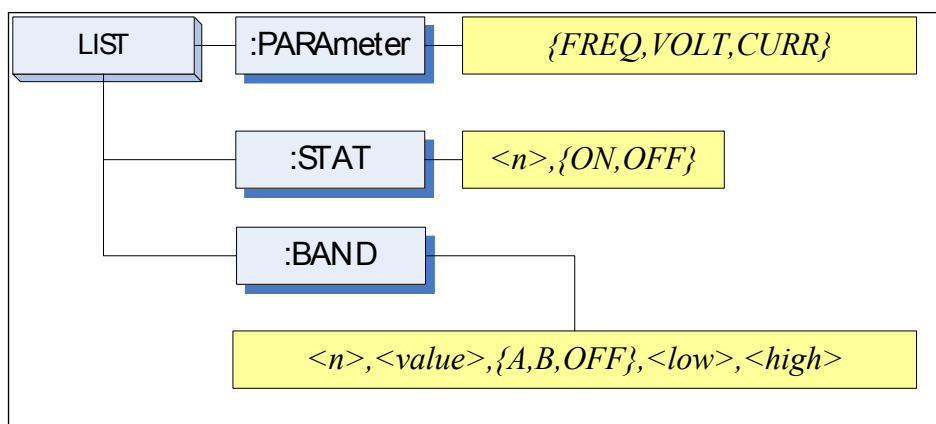 LIST :PARAmeter {FREQ,VOLT,CURR}
:STAT <n>,{ON,OFF}
:BAND
<n>,<value>,{A,B,OFF},<low>,<high>